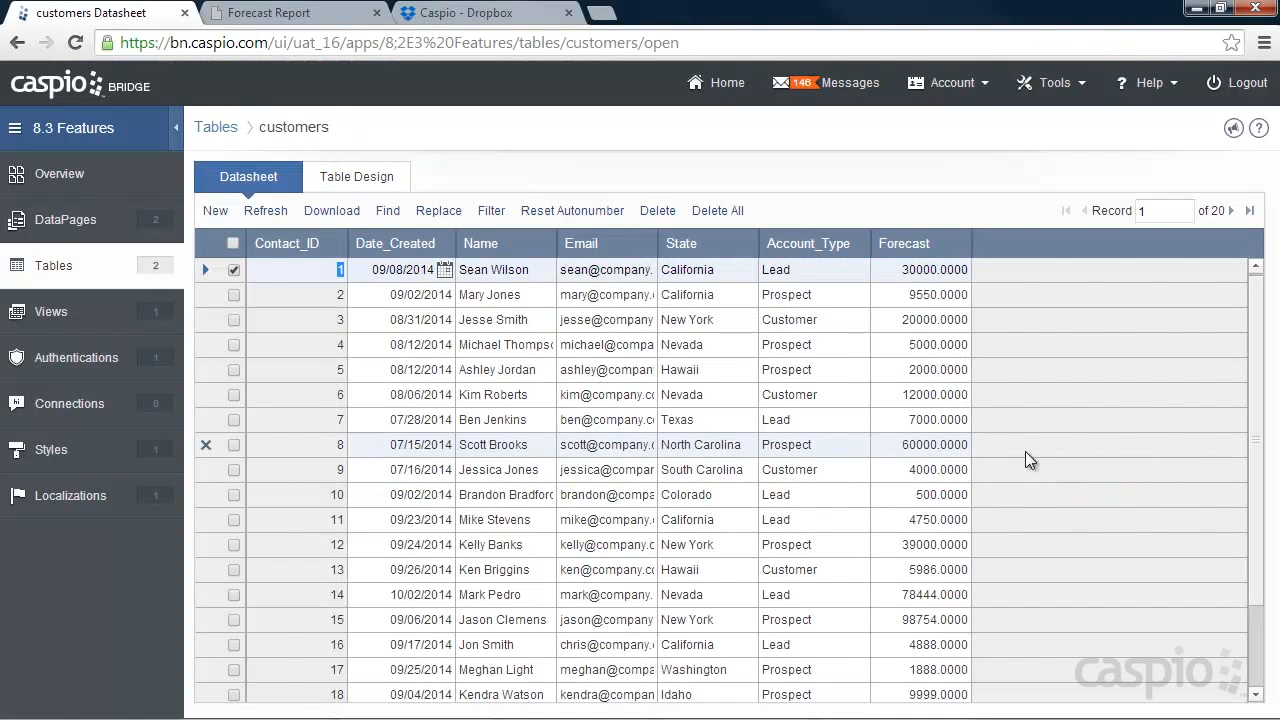 customers Datasheet
Forecast Report
Caspio - Dropbox
https://bn.caspio.com/ui/uat_16/apps/8;2E3%20Features/tables/customers/open
caspio BRIDGE
Home
146 Messages
Account
Tools
? Help
Logout
8.3 Features
Tables > customers
Overview
DataPages 2
Tables 2
Views 1
Authentications 1
Connections 0
Styles 1
Localizations 1
Datasheet Table Design
New Refresh Download Find Replace Filter Reset Autonumber Delete Delete All Record 1 of 20
Contact_ID Date_Created Name Email State Account_Type Forecast
1 09/08/2014 Sean Wilson sean@company. California Lead 30000.0000
2 09/02/2014 Mary Jones mary@company.c California Prospect 9550.0000
3 08/31/2014 Jesse Smith jesse@company New York Customer 20000.0000
4 08/12/2014 Michael Thomps michael@compa Nevada Prospect 5000.0000
5 08/12/2014 Ashley Jordan ashley@compan Hawaii Prospect 2000.0000
6 08/06/2014 Kim Roberts kim@company.co Nevada Customer 12000.0000
7 07/28/2014 Ben Jenkins ben@company.co Texas Lead 7000.0000
8 07/15/2014 Scott Brooks scott@company.c North Carolina Prospect 60000.0000
9 07/16/2014 Jessica Jones jessica@compar South Carolina Customer 4000.0000
10 09/02/2014 Brandon Bradford brandon@compa Colorado Lead 500.0000
11 09/23/2014 Mike Stevens mike@company.c California Lead 4750.0000
12 09/24/2014 Kelly Banks kelly@company.c New York Prospect 39000.0000
13 09/26/2014 Ken Briggins ken@company.co Hawaii Customer 5986.0000
14 10/02/2014 Mark Pedro mark@company.c Nevada Lead 78444.0000
15 09/06/2014 Jason Clemens jason@company. New York Prospect 98754.0000
16 09/17/2014 Jon Smith chris@company.c California Lead 4888.0000
17 09/25/2014 Meghan Light meghan@compa Washington Prospect 1888.0000
18 09/04/2014 Kendra Watson kendra@compan Idaho Prospect 9999.0000
caspio